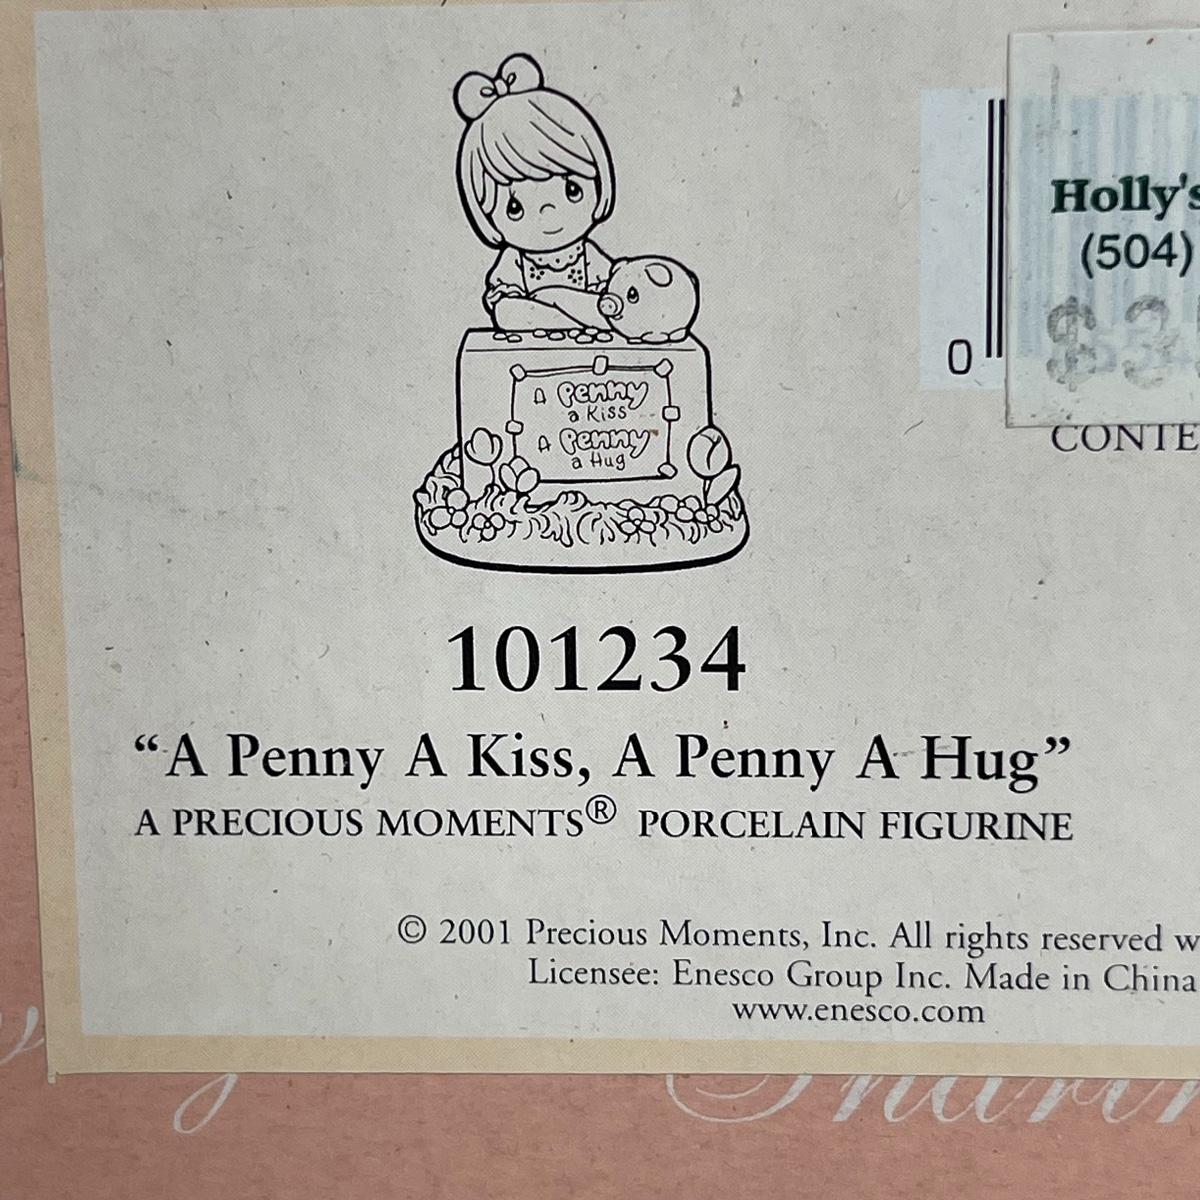 A Penny
a Kiss
A Penny
a Hug
Holly's
(504)
$3
0
CONTE
101234
“A Penny A Kiss, A Penny A Hug”
A PRECIOUS MOMENTS® PORCELAIN FIGURINE
© 2001 Precious Moments, Inc. All rights reserved w
Licensee: Enesco Group Inc. Made in China
www.enesco.com